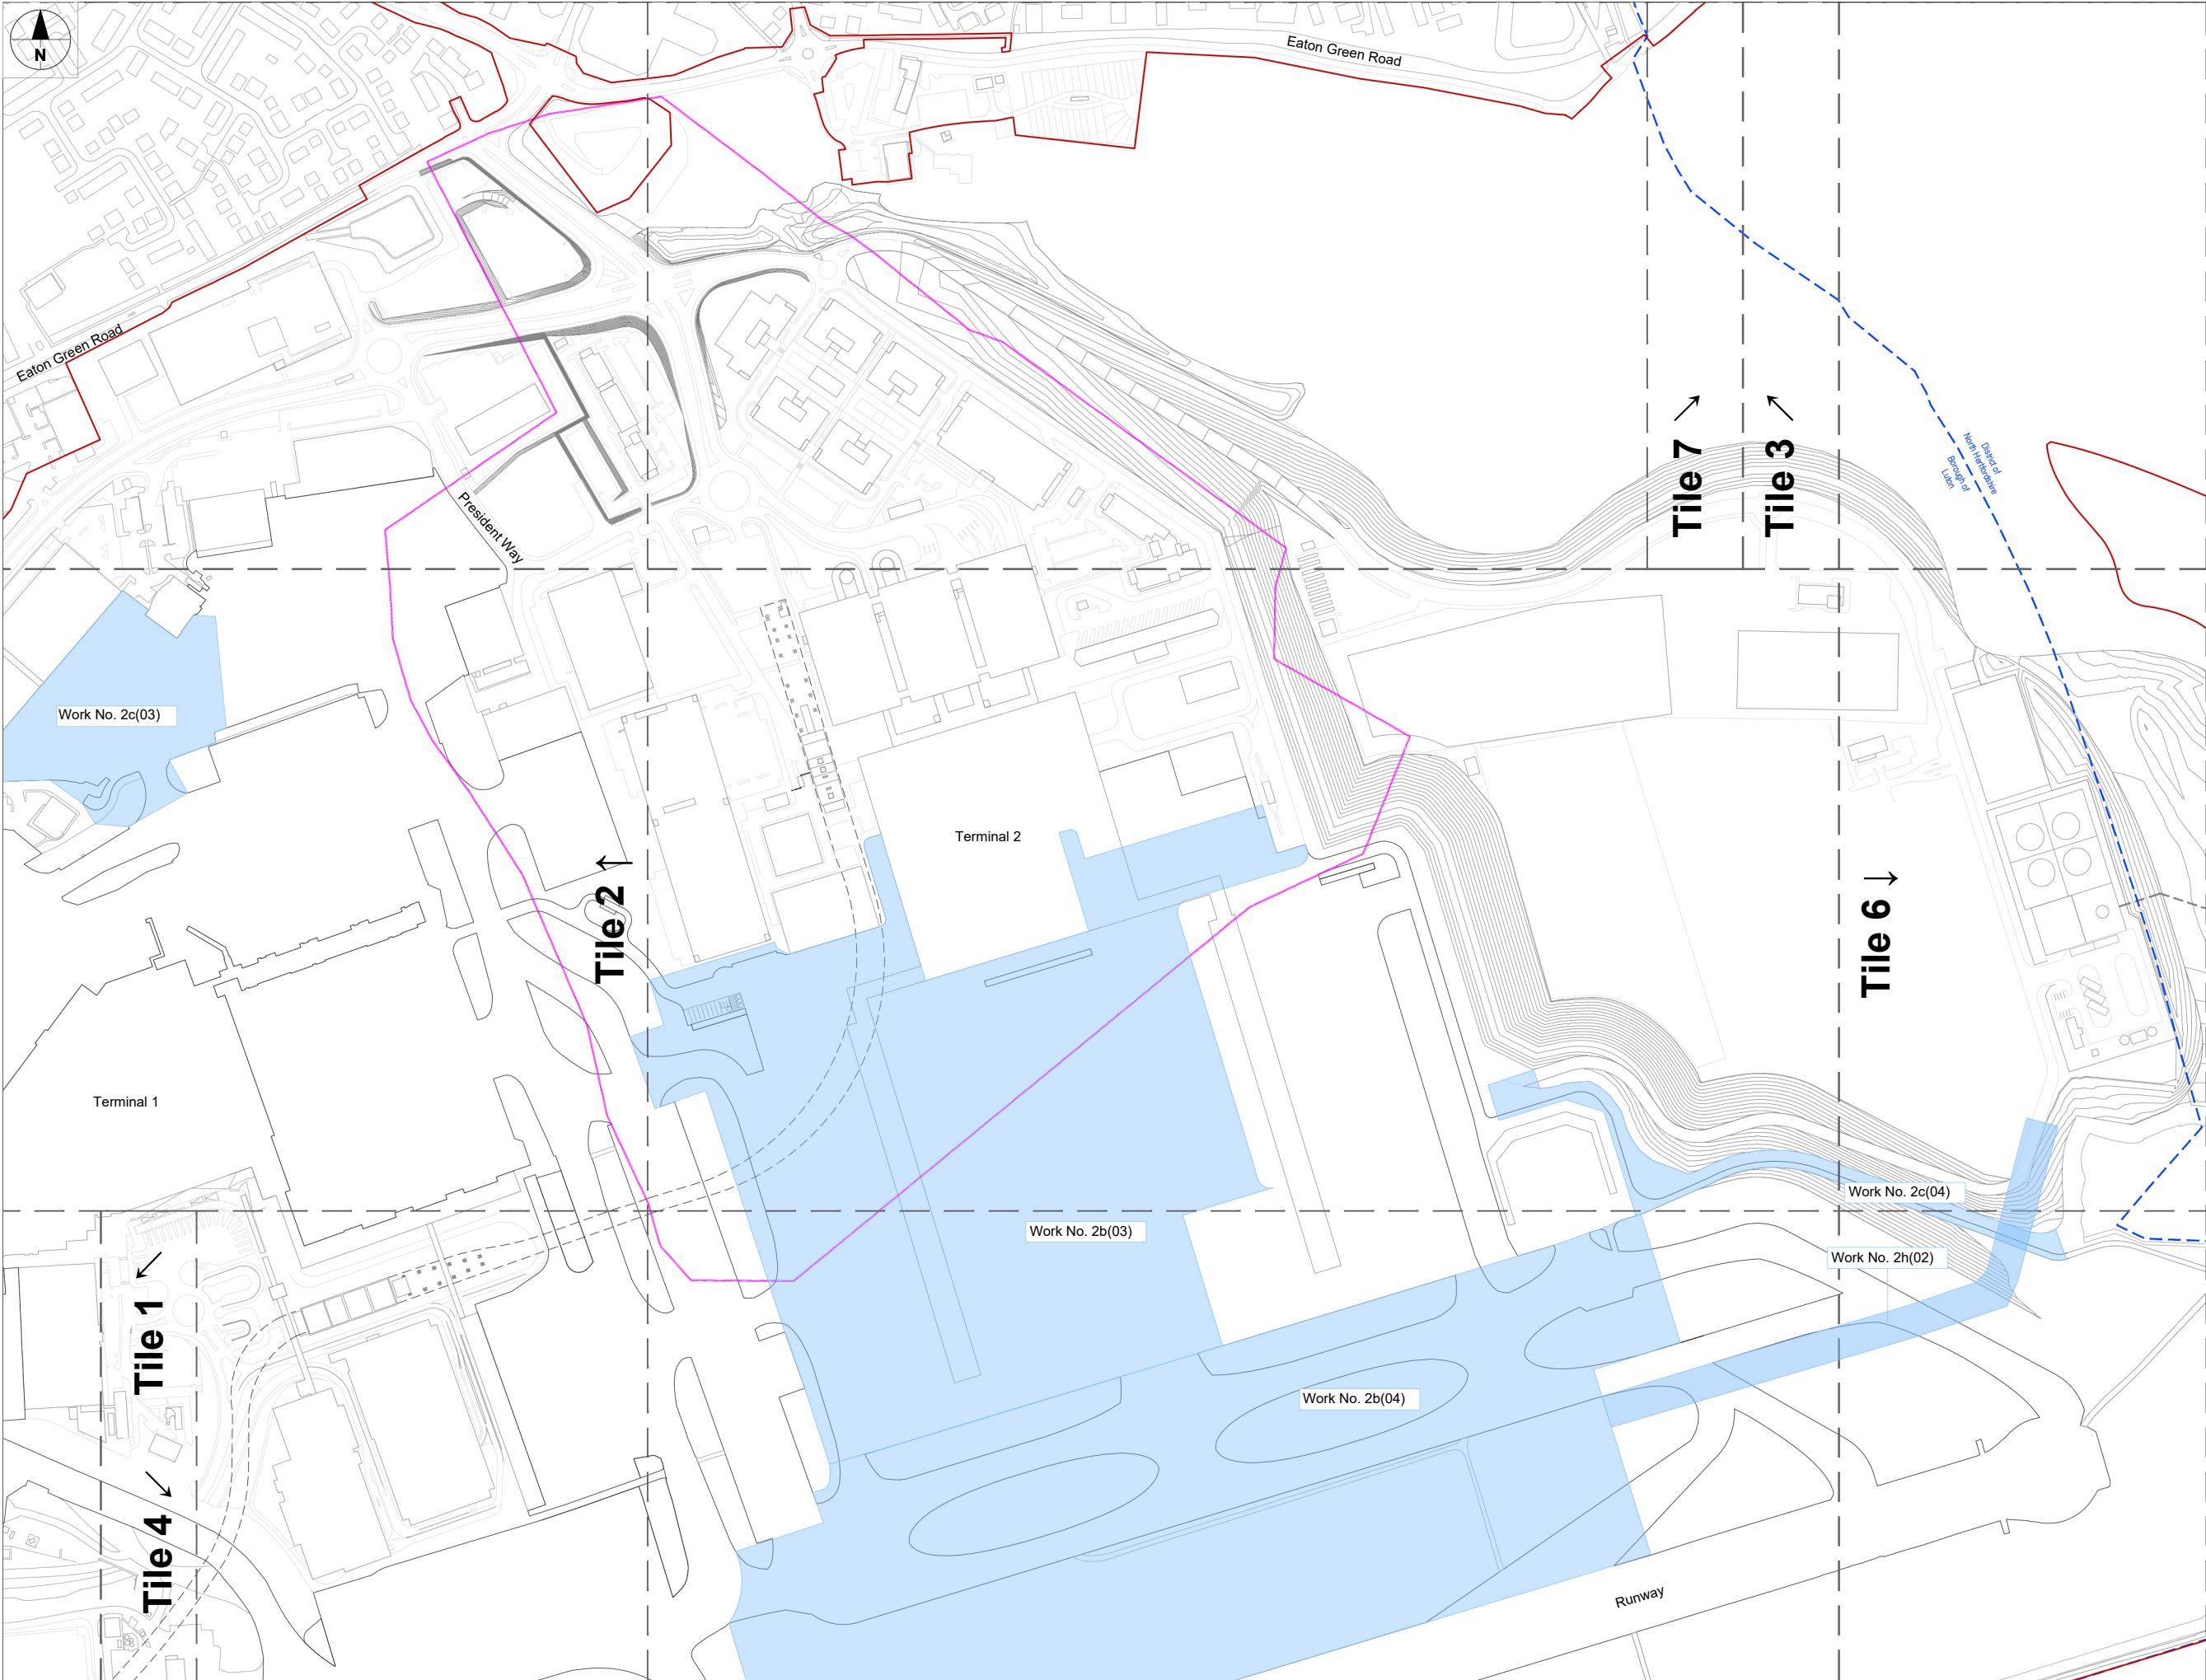 N
Eaton Green Road
Eaton Green Road
President Way
Tile 7
Tile 3
District of
North Hertfordshire
Borough of
Luton
Work No. 2c(03)
Terminal 2
Tile 2
Tile 6
Terminal 1
Work No. 2c(04)
Work No. 2b(03)
Work No. 2h(02)
Tile 1
Work No. 2b(04)
Tile 4
Runway